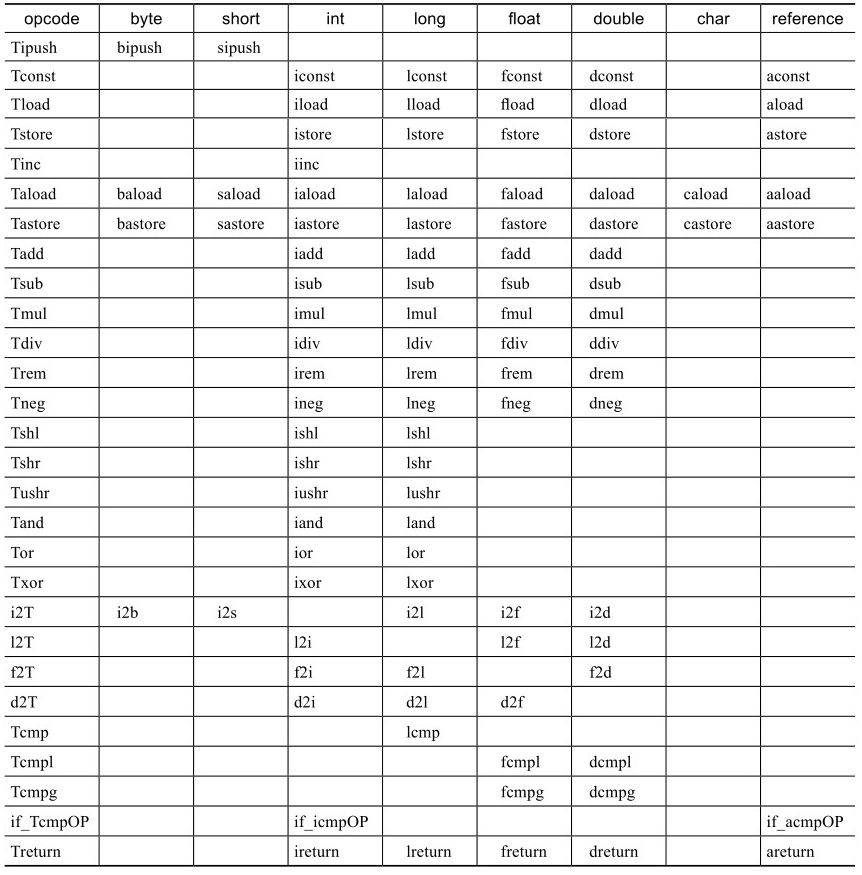 opcode byte short int long float double char reference
Tipush bipush sipush
Tconst iconst lconst fconst dconst aconst
Tload iload lload fload dload aload
Tstore istore lstore fstore dstore astore
Tinc iinc
Taload baload saload iaload laload faload daload caload aaload
Tastore bastore sastore iastore lastore fastore dastore castore aastore
Tadd iadd ladd fadd dadd
Tsub isub lsub fsub dsub
Tmul imul lmul fmul dmul
Tdiv idiv ldiv fdiv ddiv
Trem irem lrem frem drem
Tneg ineg lneg fneg dneg
Tshl ishl lshl
Tshr ishr lshr
Tushr iushr lushr
Tand iand land
Tor ior lor
Txor ixor lxor
i2T i2b i2s i2l i2f i2d
l2T l2i l2f l2d
f2T f2i f2l f2d
d2T d2i d2l d2f
Tcmp lcmp
Tcmpl fcmpl dcmpl
Tcmpg fcmpg dcmpg
if_TcmpOP if_icmpOP if_acmpOP
Treturn ireturn lreturn freturn dreturn areturn